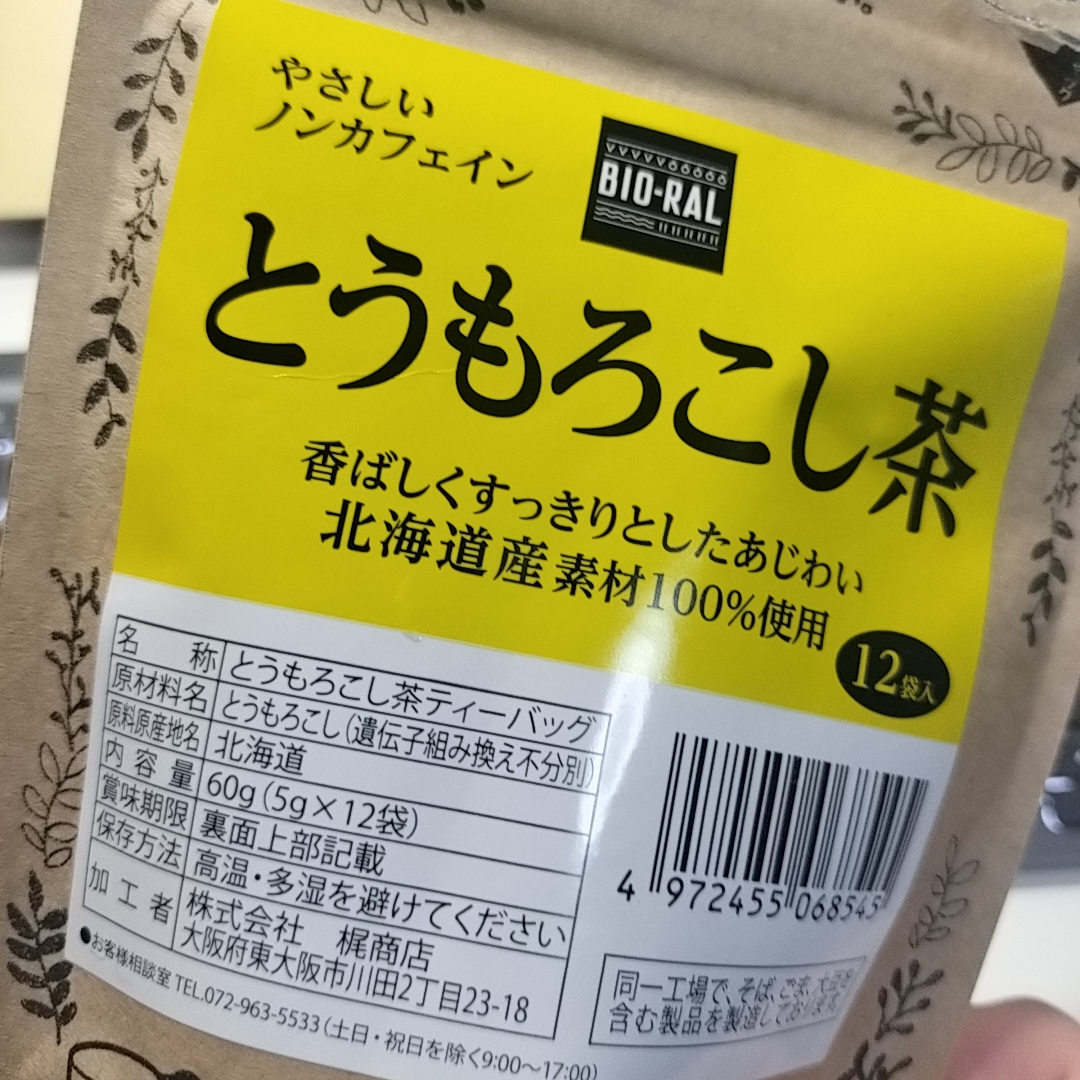 やさしい
ノンカフェイン
BIO-RAL
とうもろこし茶
香ばしくすっきりとしたあじわい
北海道産素材100%使用
12袋入
名称 とうもろこし茶ティーバッグ
原材料名 とうもろこし(遺伝子組み換え不分別)
原料原産地名 北海道
内容量 60g(5g×12袋)
賞味期限 裏面上部記載
保存方法 高温・多湿を避けてください
加工者 株式会社 梶商店
大阪府東大阪市川田2丁目23-18
●お客様相談室 TEL.072-963-5533(土日・祝日を除く9:00〜17:00)
4 972455 068545
同一工場で、そば、ごま、大豆を
含む製品を製造しております